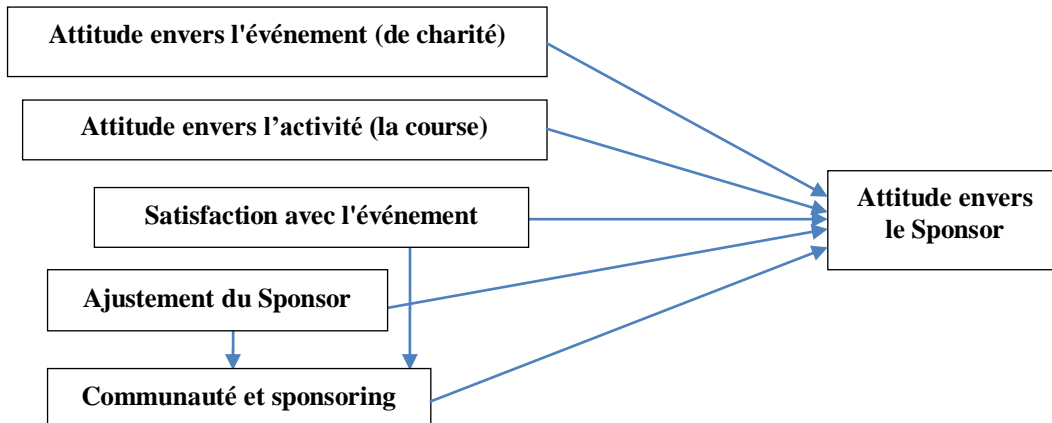 Attitude envers l'événement (de charité)
Attitude envers l’activité (la course)
Satisfaction avec l'événement
Attitude envers
le Sponsor
Ajustement du Sponsor
Communauté et sponsoring